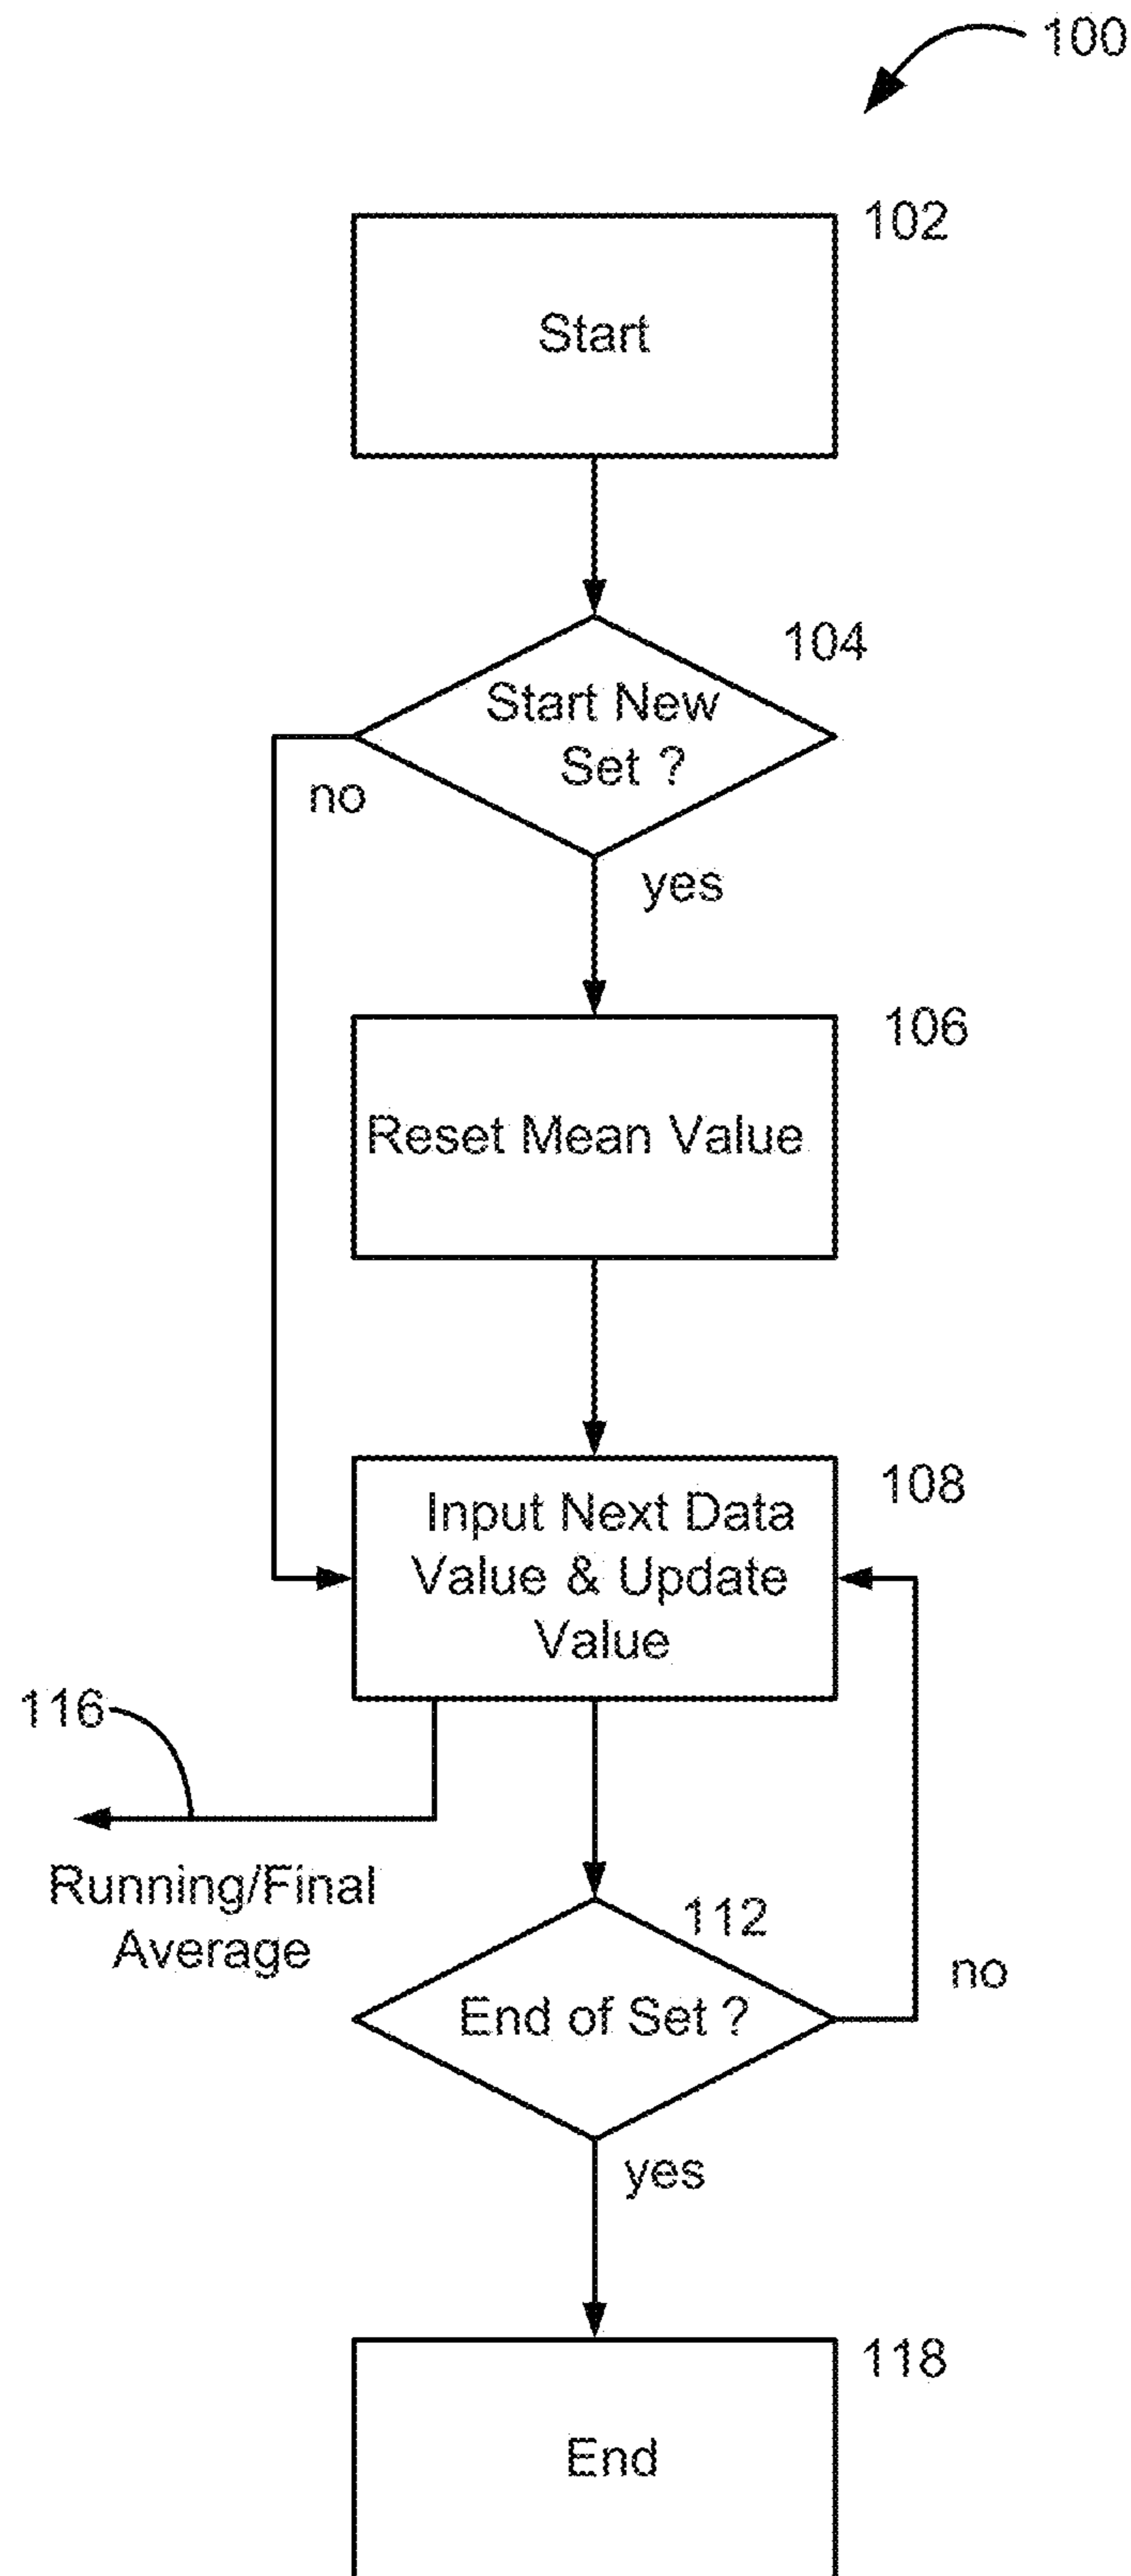 100
102
Start
104
Start New
Set ?
no
yes
106
Reset Mean Value
108
Input Next Data
Value & Update
Value
116
Running/Final
Average
112
End of Set ?
no
yes
118
End